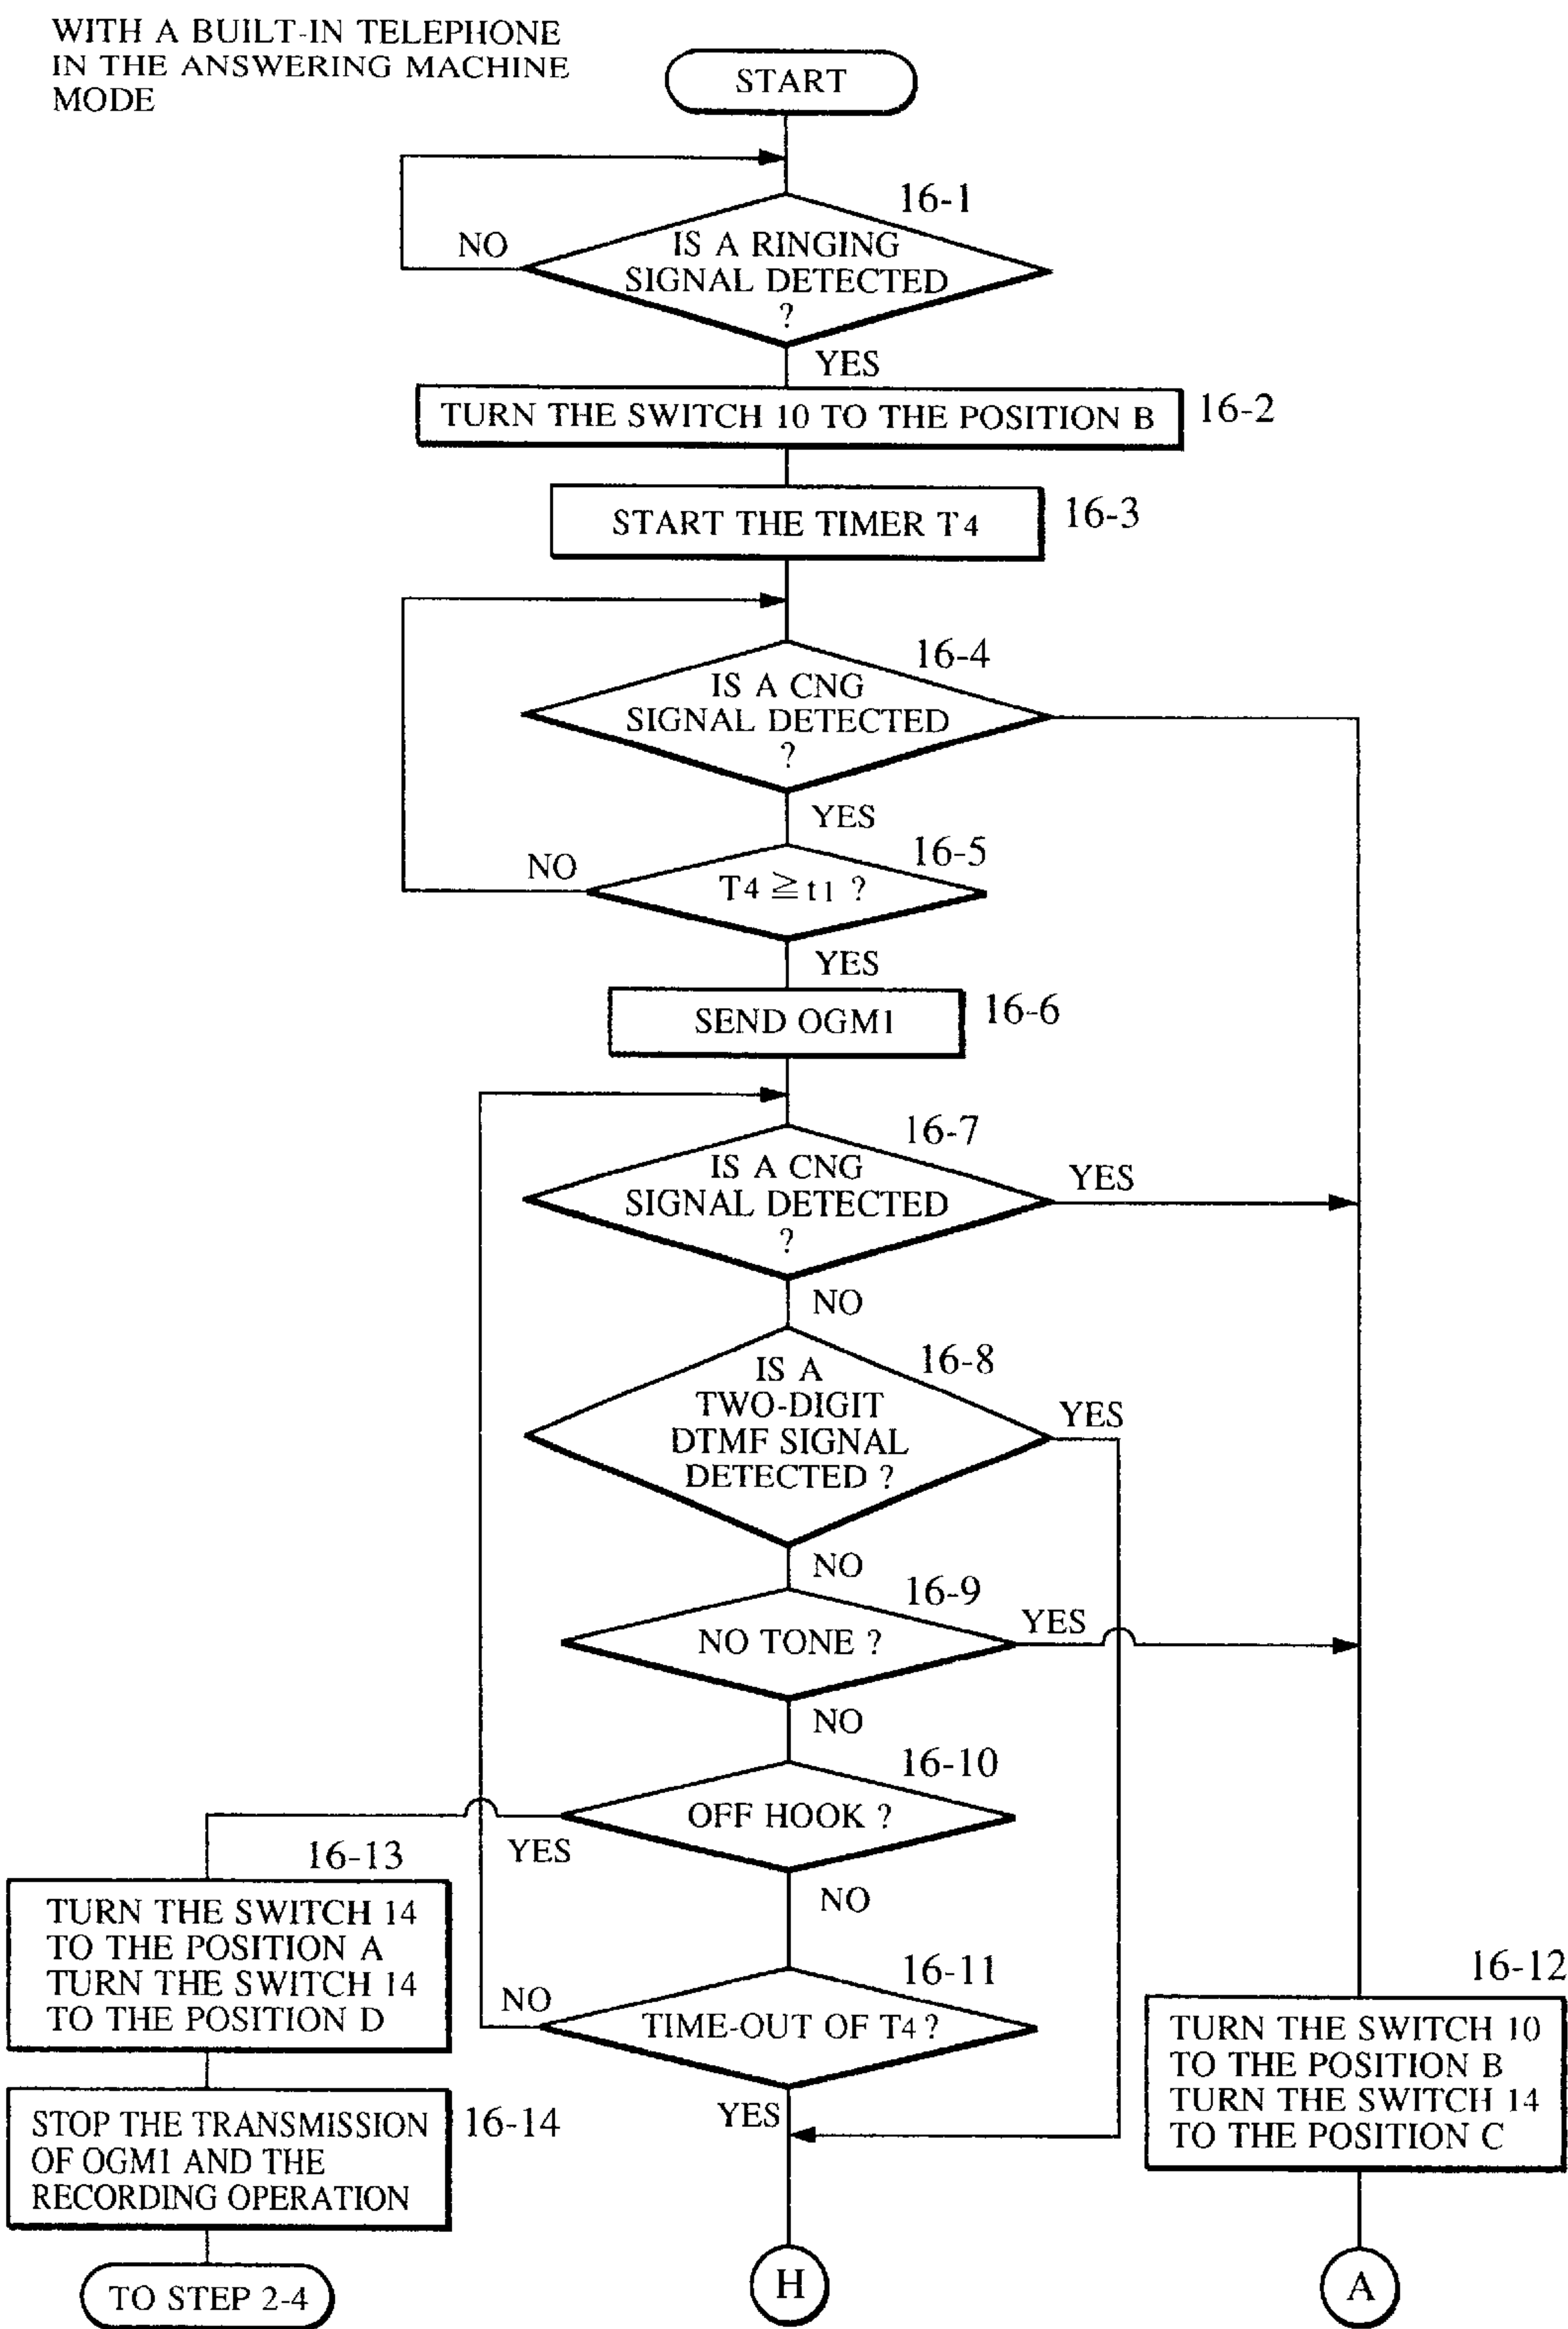 WITH A BUILT-IN TELEPHONE
IN THE ANSWERING MACHINE
MODE
START
16-1
IS A RINGING
SIGNAL DETECTED
?
NO
YES
TURN THE SWITCH 10 TO THE POSITION B
16-2
START THE TIMER T4
16-3
16-4
IS A CNG
SIGNAL DETECTED
?
YES
16-5
NO
T4 ≧ t1 ?
YES
SEND OGM1
16-6
16-7
IS A CNG
SIGNAL DETECTED
?
YES
NO
16-8
IS A
TWO-DIGIT
DTMF SIGNAL
DETECTED ?
YES
NO
16-9
NO TONE ?
YES
NO
16-10
OFF HOOK ?
YES
NO
16-13
TURN THE SWITCH 14
TO THE POSITION A
TURN THE SWITCH 14
TO THE POSITION D
16-11
NO
TIME-OUT OF T4 ?
YES
16-12
TURN THE SWITCH 10
TO THE POSITION B
TURN THE SWITCH 14
TO THE POSITION C
STOP THE TRANSMISSION
OF OGM1 AND THE
RECORDING OPERATION
16-14
TO STEP 2-4
H
A